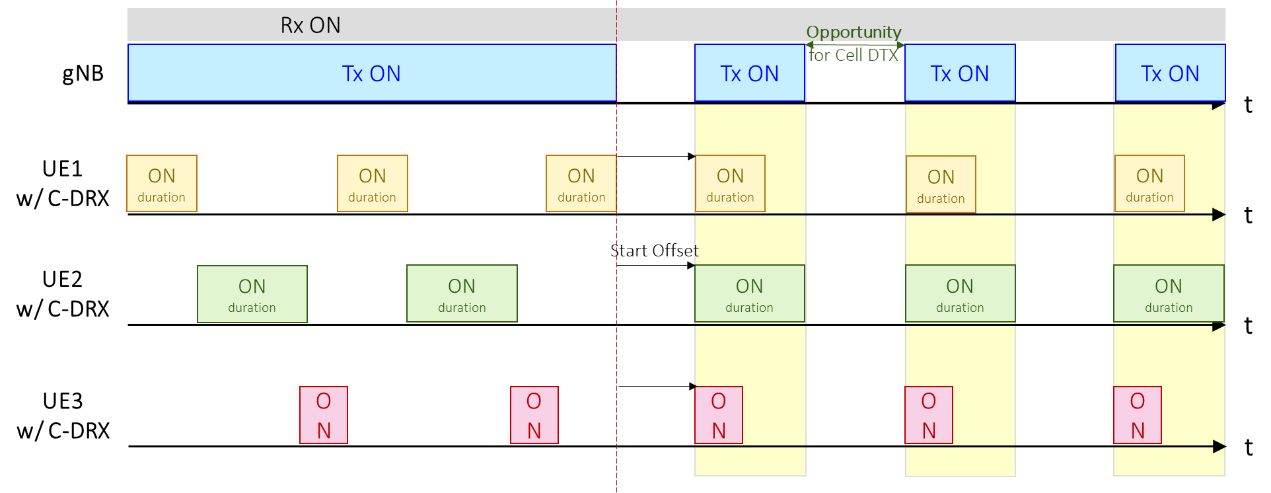 Rx ON
Opportunity
for Cell DTX
gNB
Tx ON
Tx ON
Tx ON
Tx ON
t
UE1
w/ C-DRX
ON
duration
ON
duration
ON
duration
ON
duration
ON
duration
ON
duration
t
Start Offset
UE2
w/ C-DRX
ON
duration
ON
duration
ON
duration
ON
duration
ON
duration
t
UE3
w/ C-DRX
O
N
O
N
O
N
O
N
O
N
t